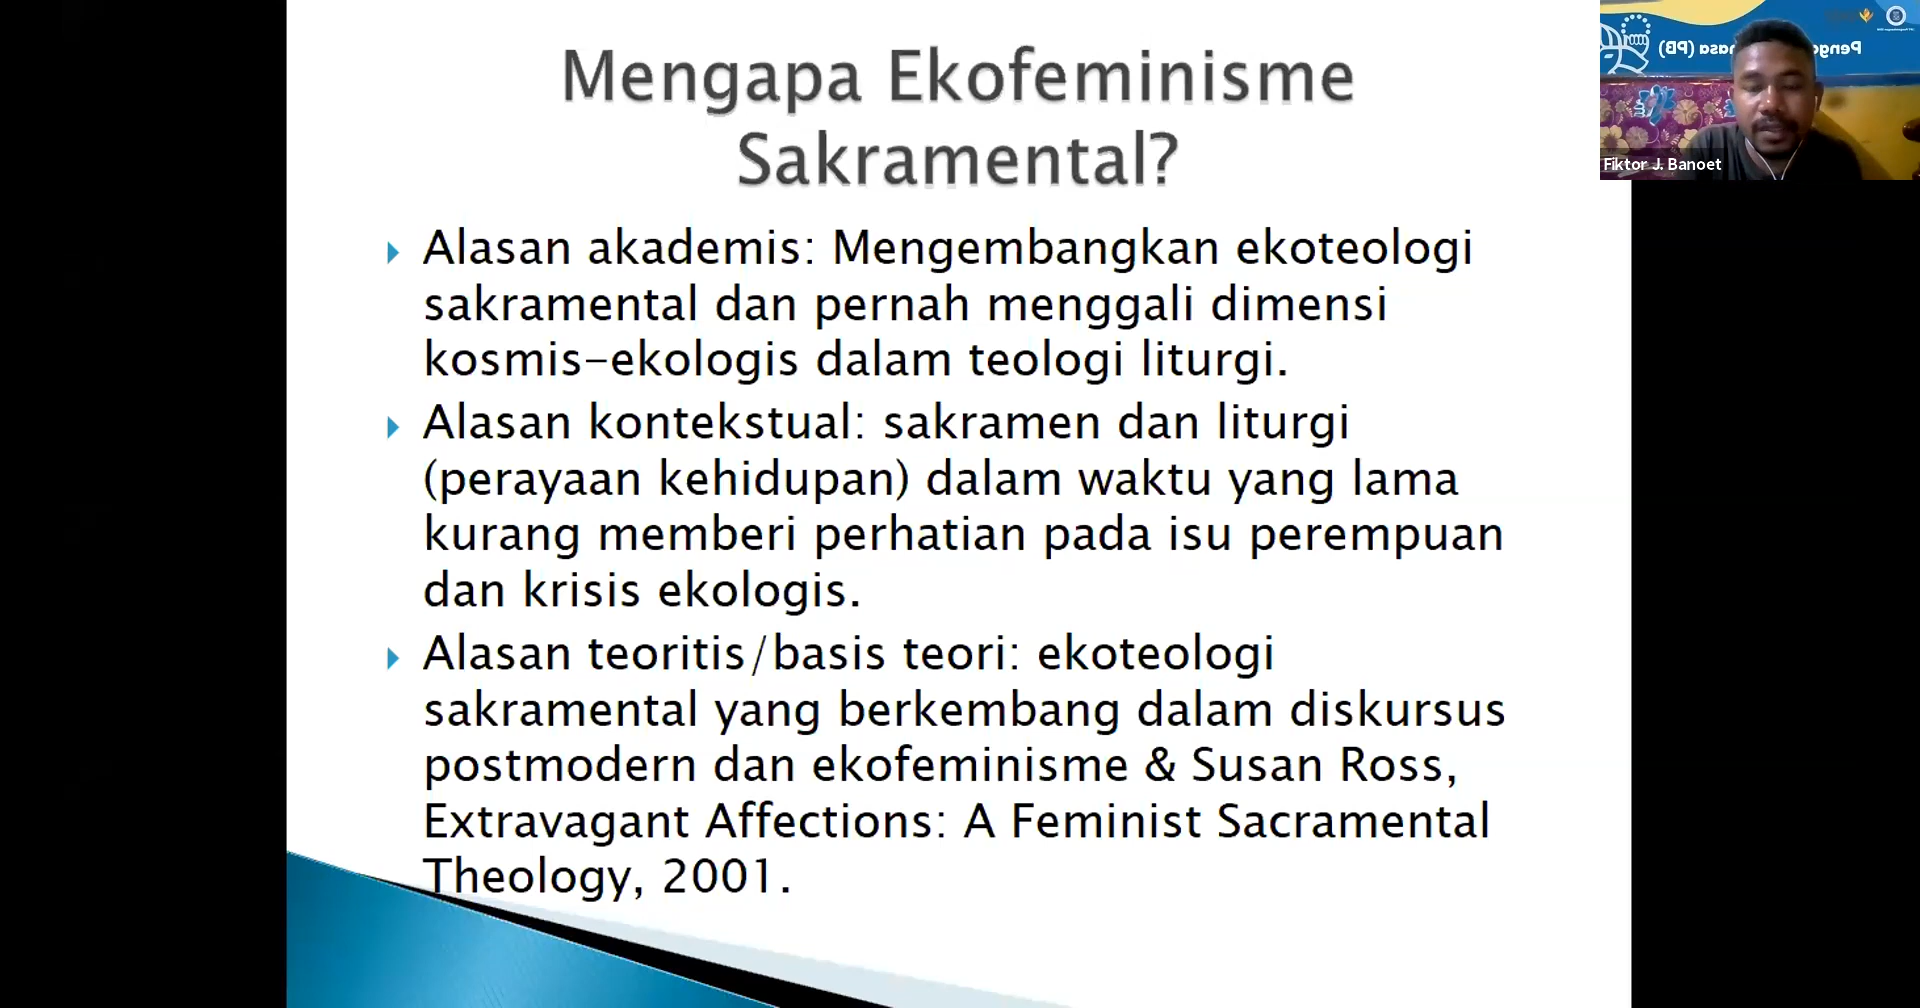 Mengapa Ekofeminisme
Sakramental?
Alasan akademis: Mengembangkan ekoteologi
sakramental dan pernah menggali dimensi
kosmis-ekologis dalam teologi liturgi.
Alasan kontekstual: sakramen dan liturgi
(perayaan kehidupan) dalam waktu yang lama
kurang memberi perhatian pada isu perempuan
dan krisis ekologis.
Alasan teoritis/basis teori: ekoteologi
sakramental yang berkembang dalam diskursus
postmodern dan ekofeminisme & Susan Ross,
Extravagant Affections: A Feminist Sacramental
Theology, 2001.
(PB)
Fiktor J. Banoet